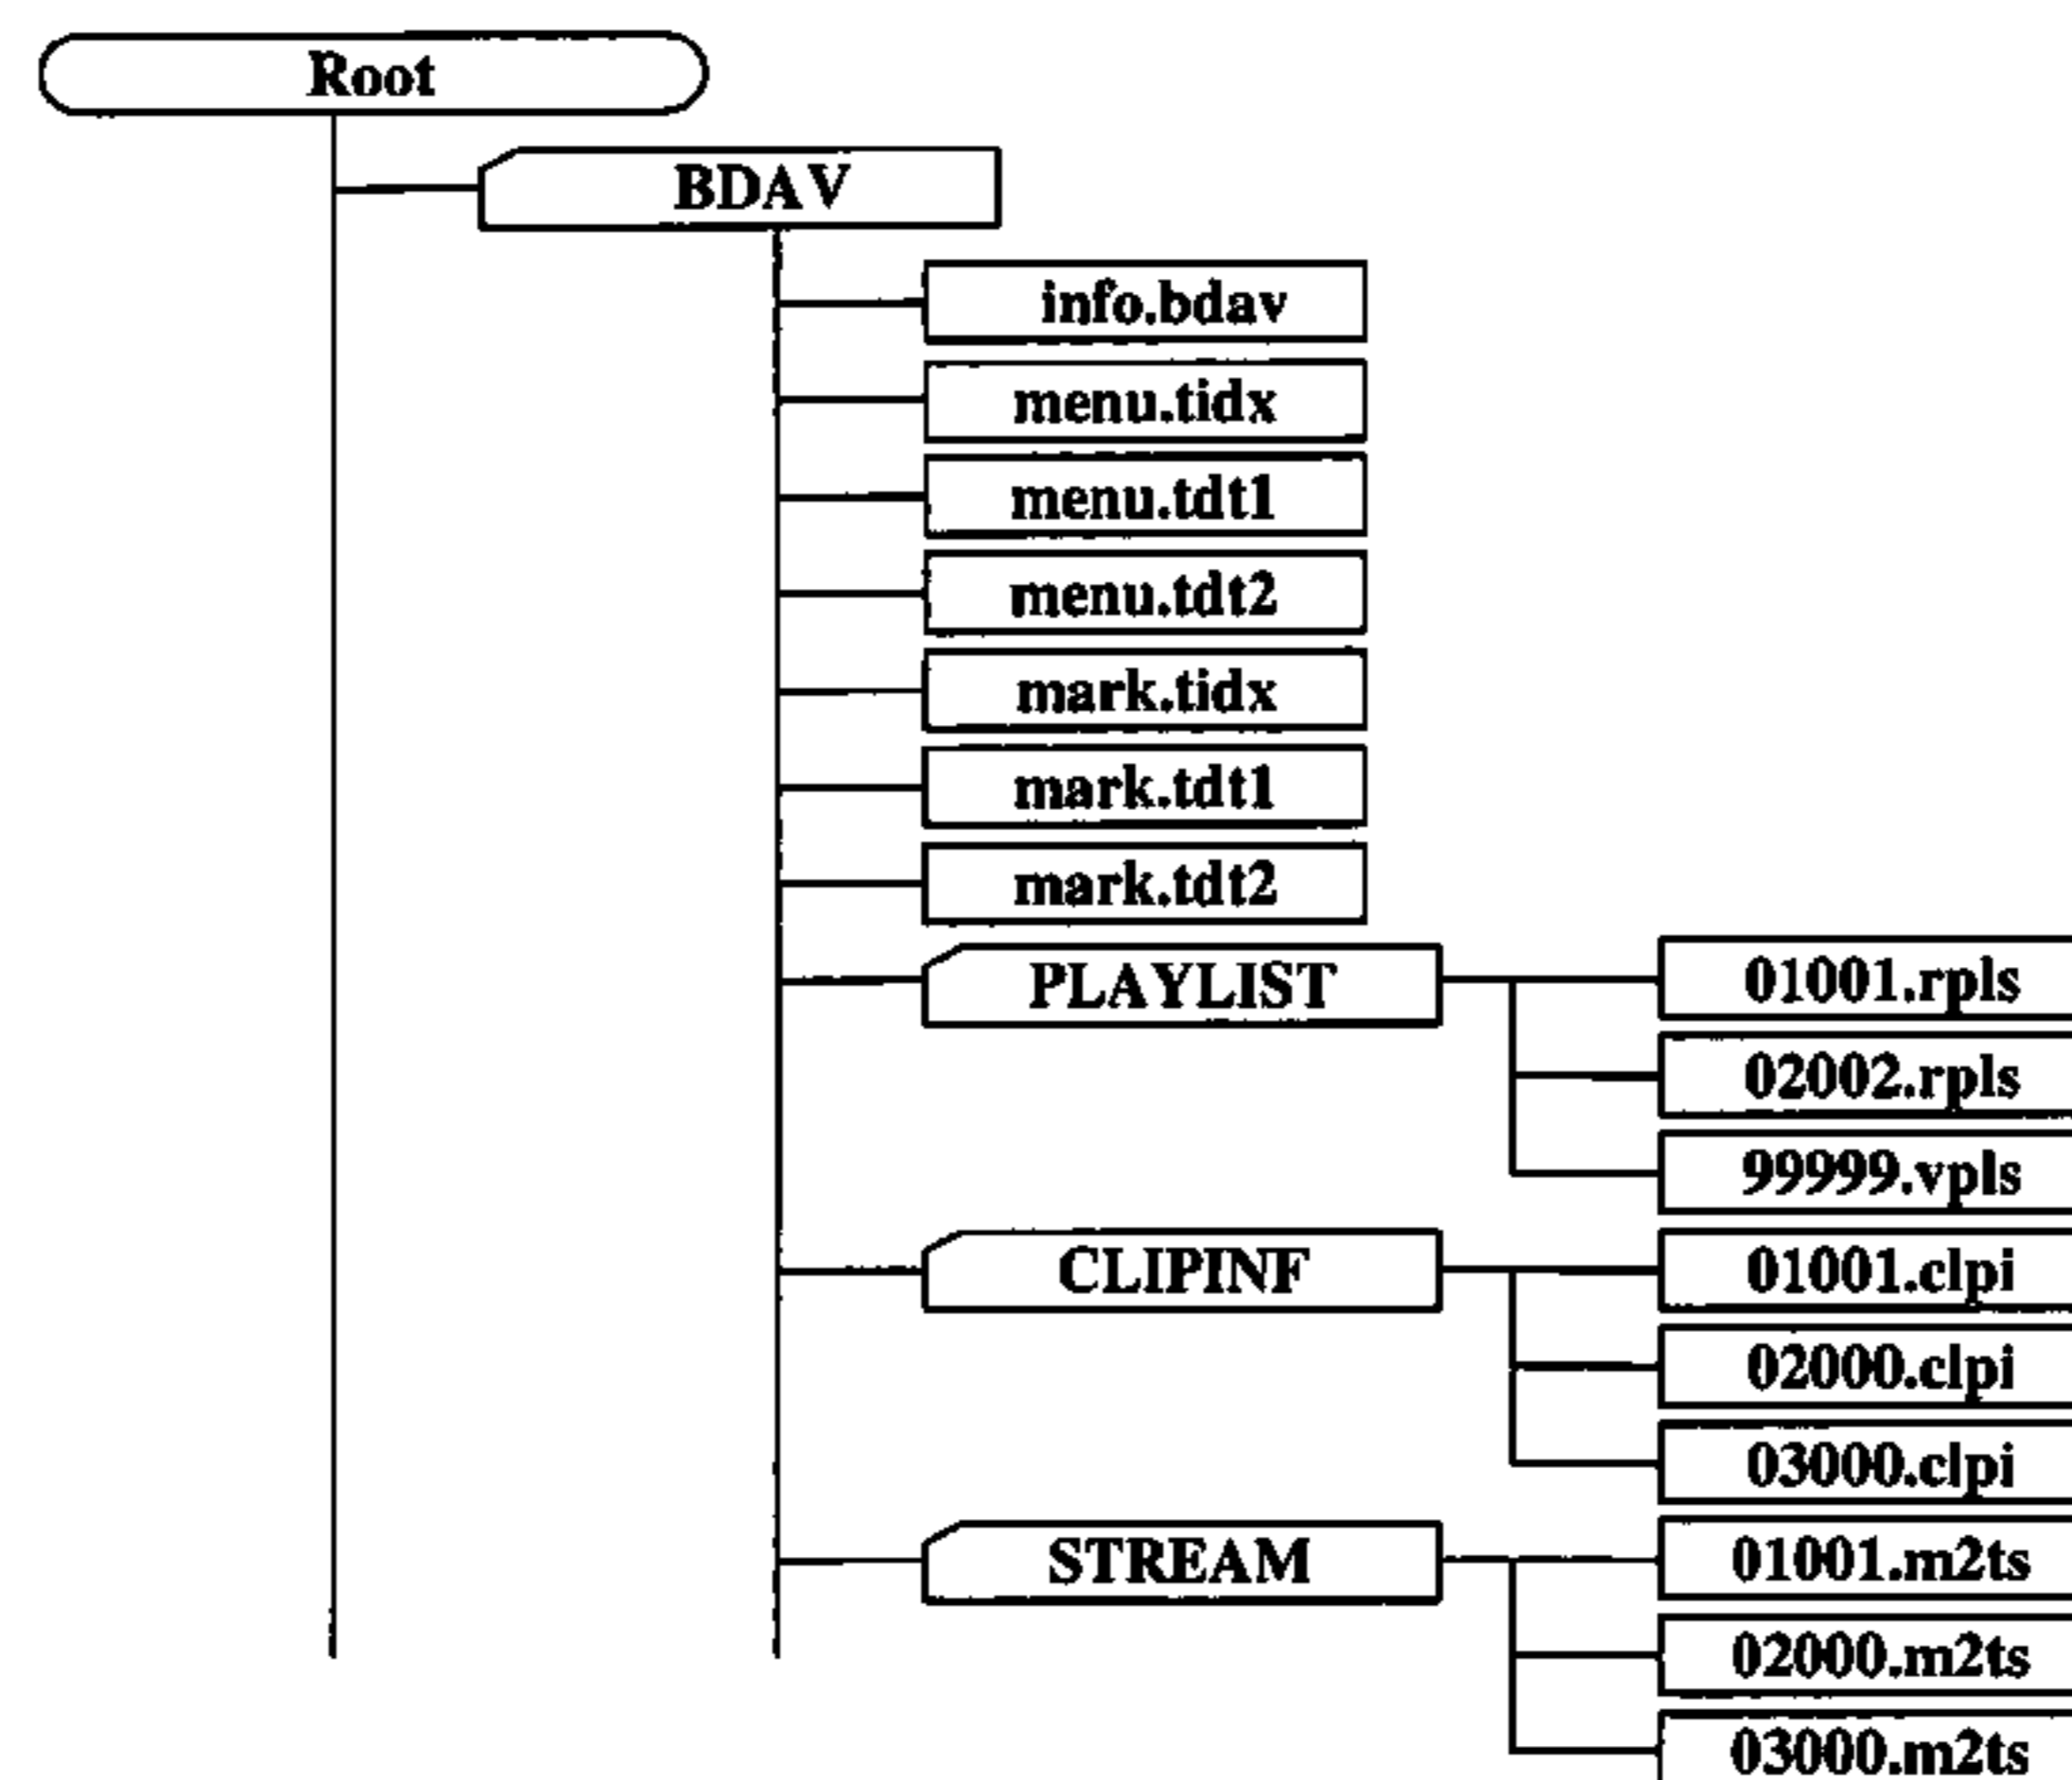 Root
BDAV
info.bdav
menu.tidx
menu.tdt1
menu.tdt2
mark.tidx
mark.tdt1
mark.tdt2
PLAYLIST
01001.rpls
02002.rpls
99999.vpls
CLIPINF
01001.clpi
02000.clpi
03000.clpi
STREAM
01001.m2ts
02000.m2ts
03000.m2ts